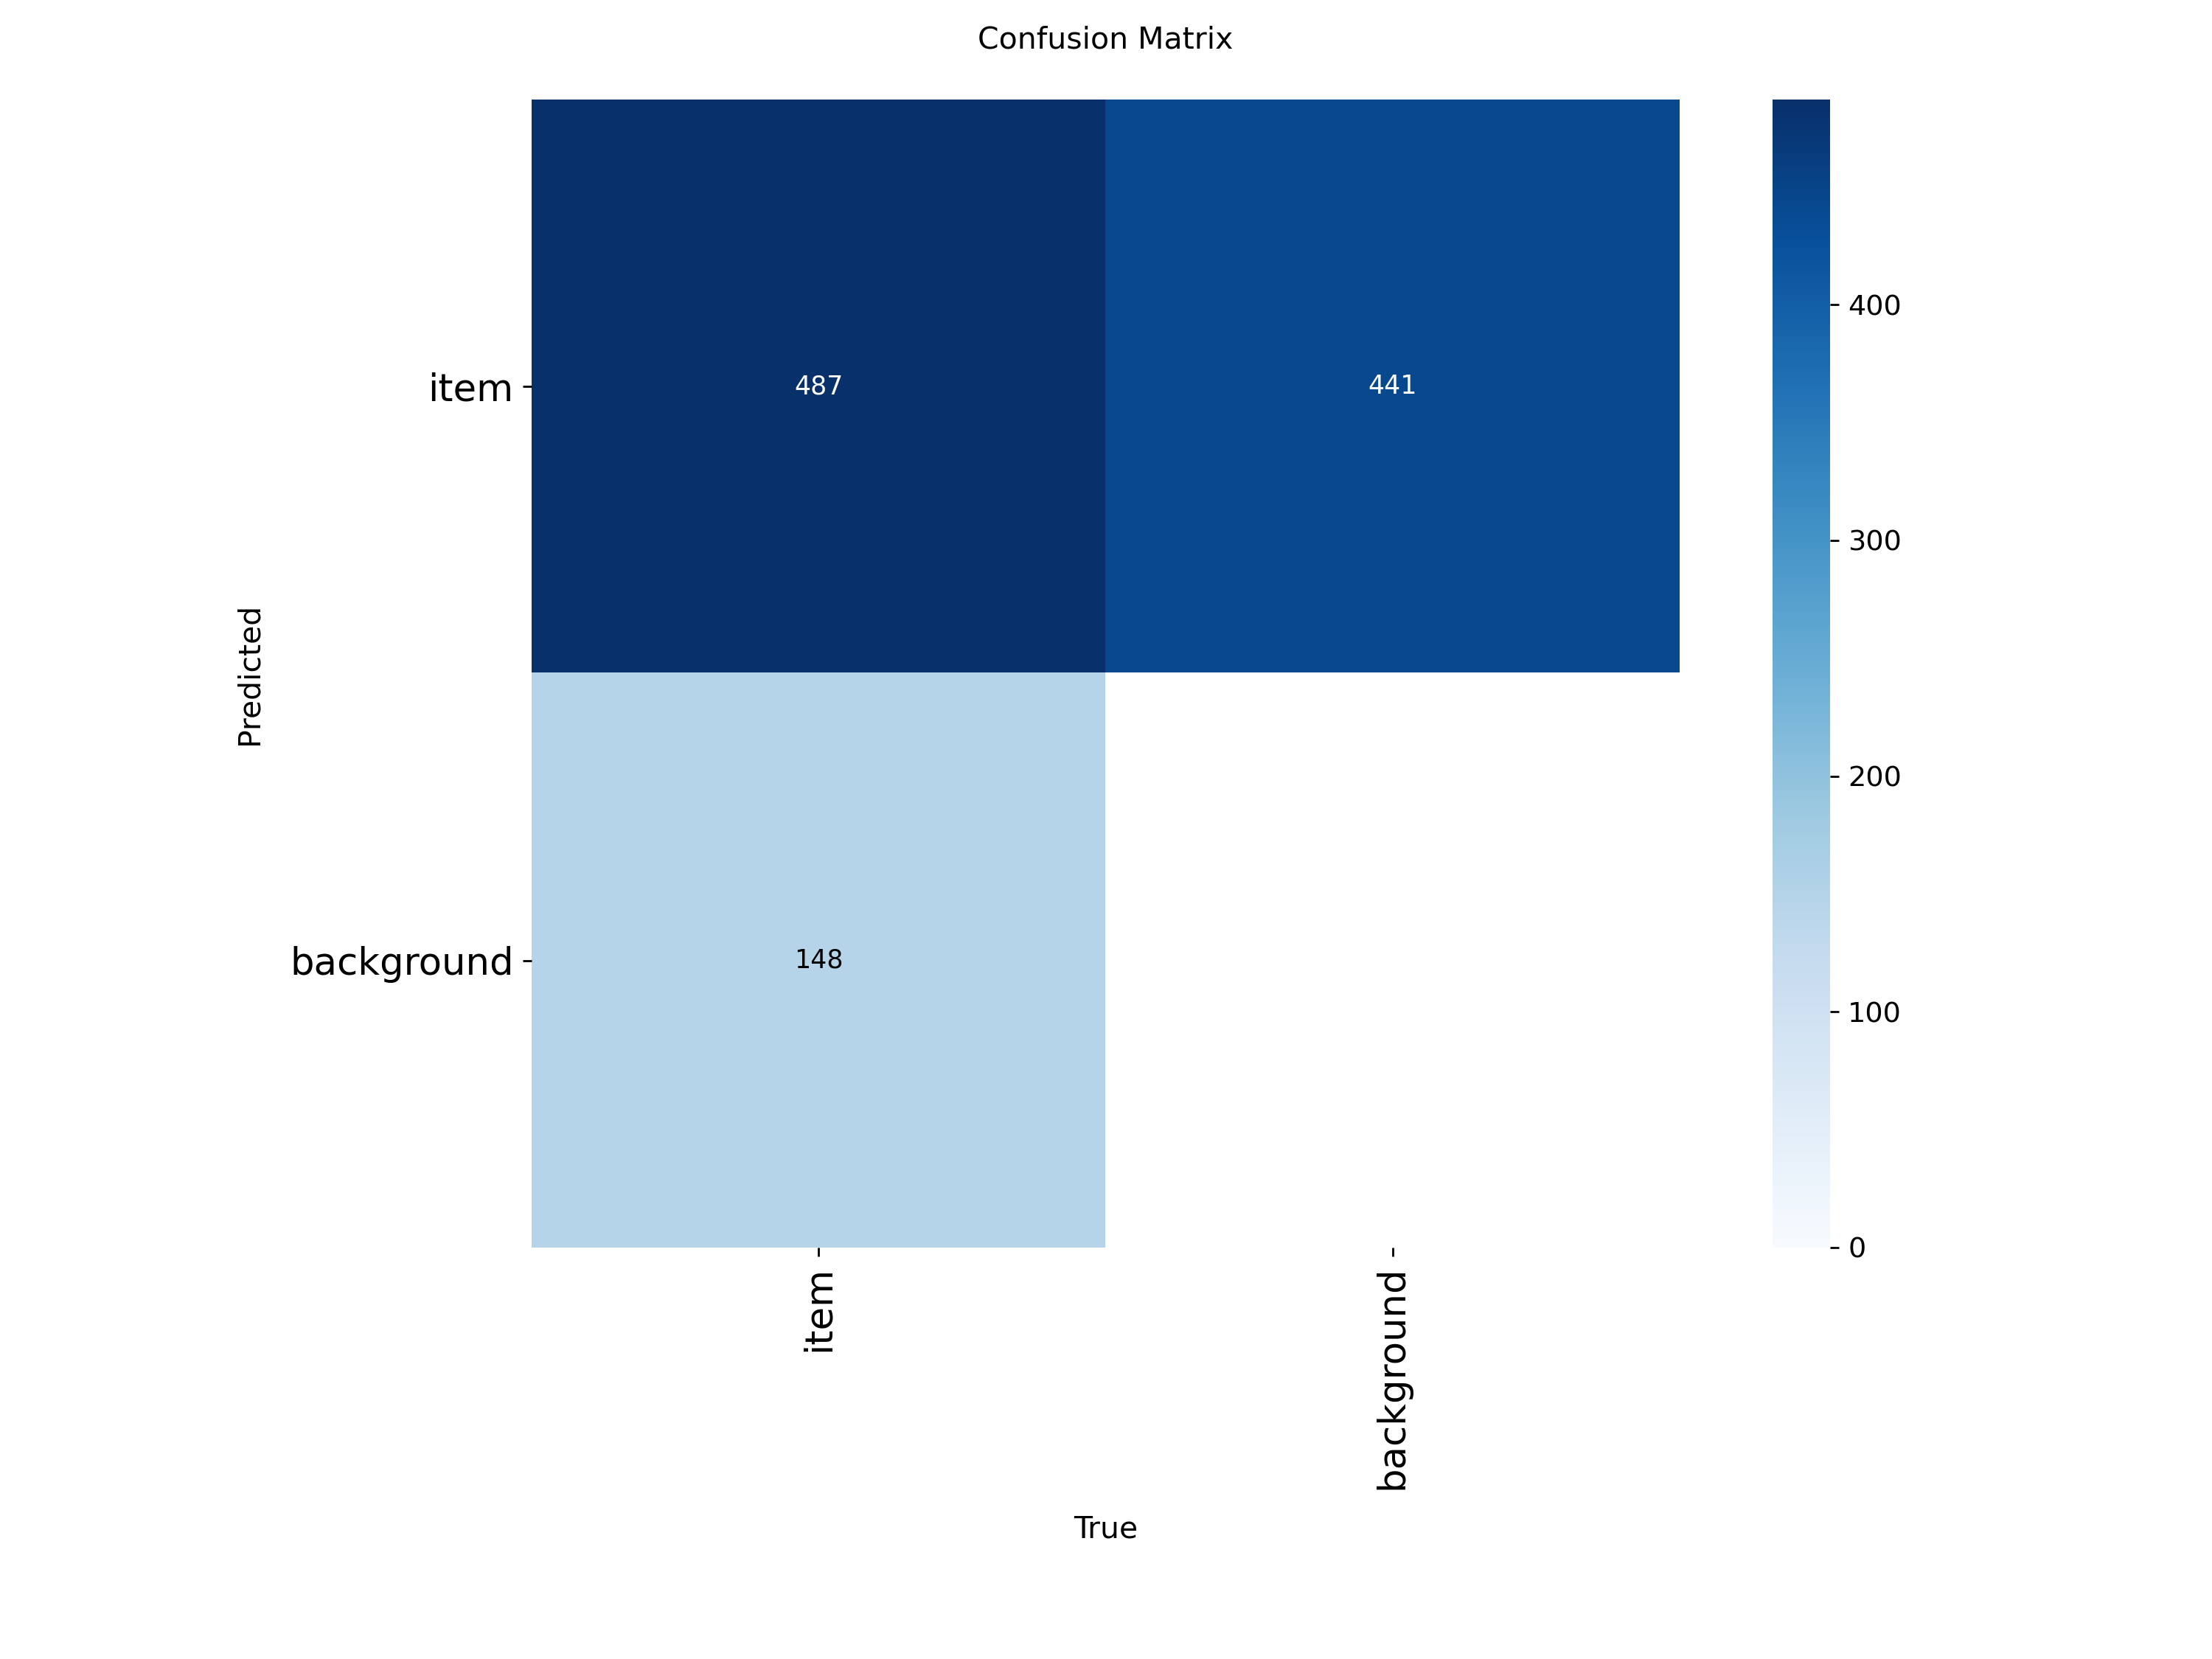 Confusion Matrix
item
487
441
400
300
Predicted
200
background
148
100
0
item
background
True